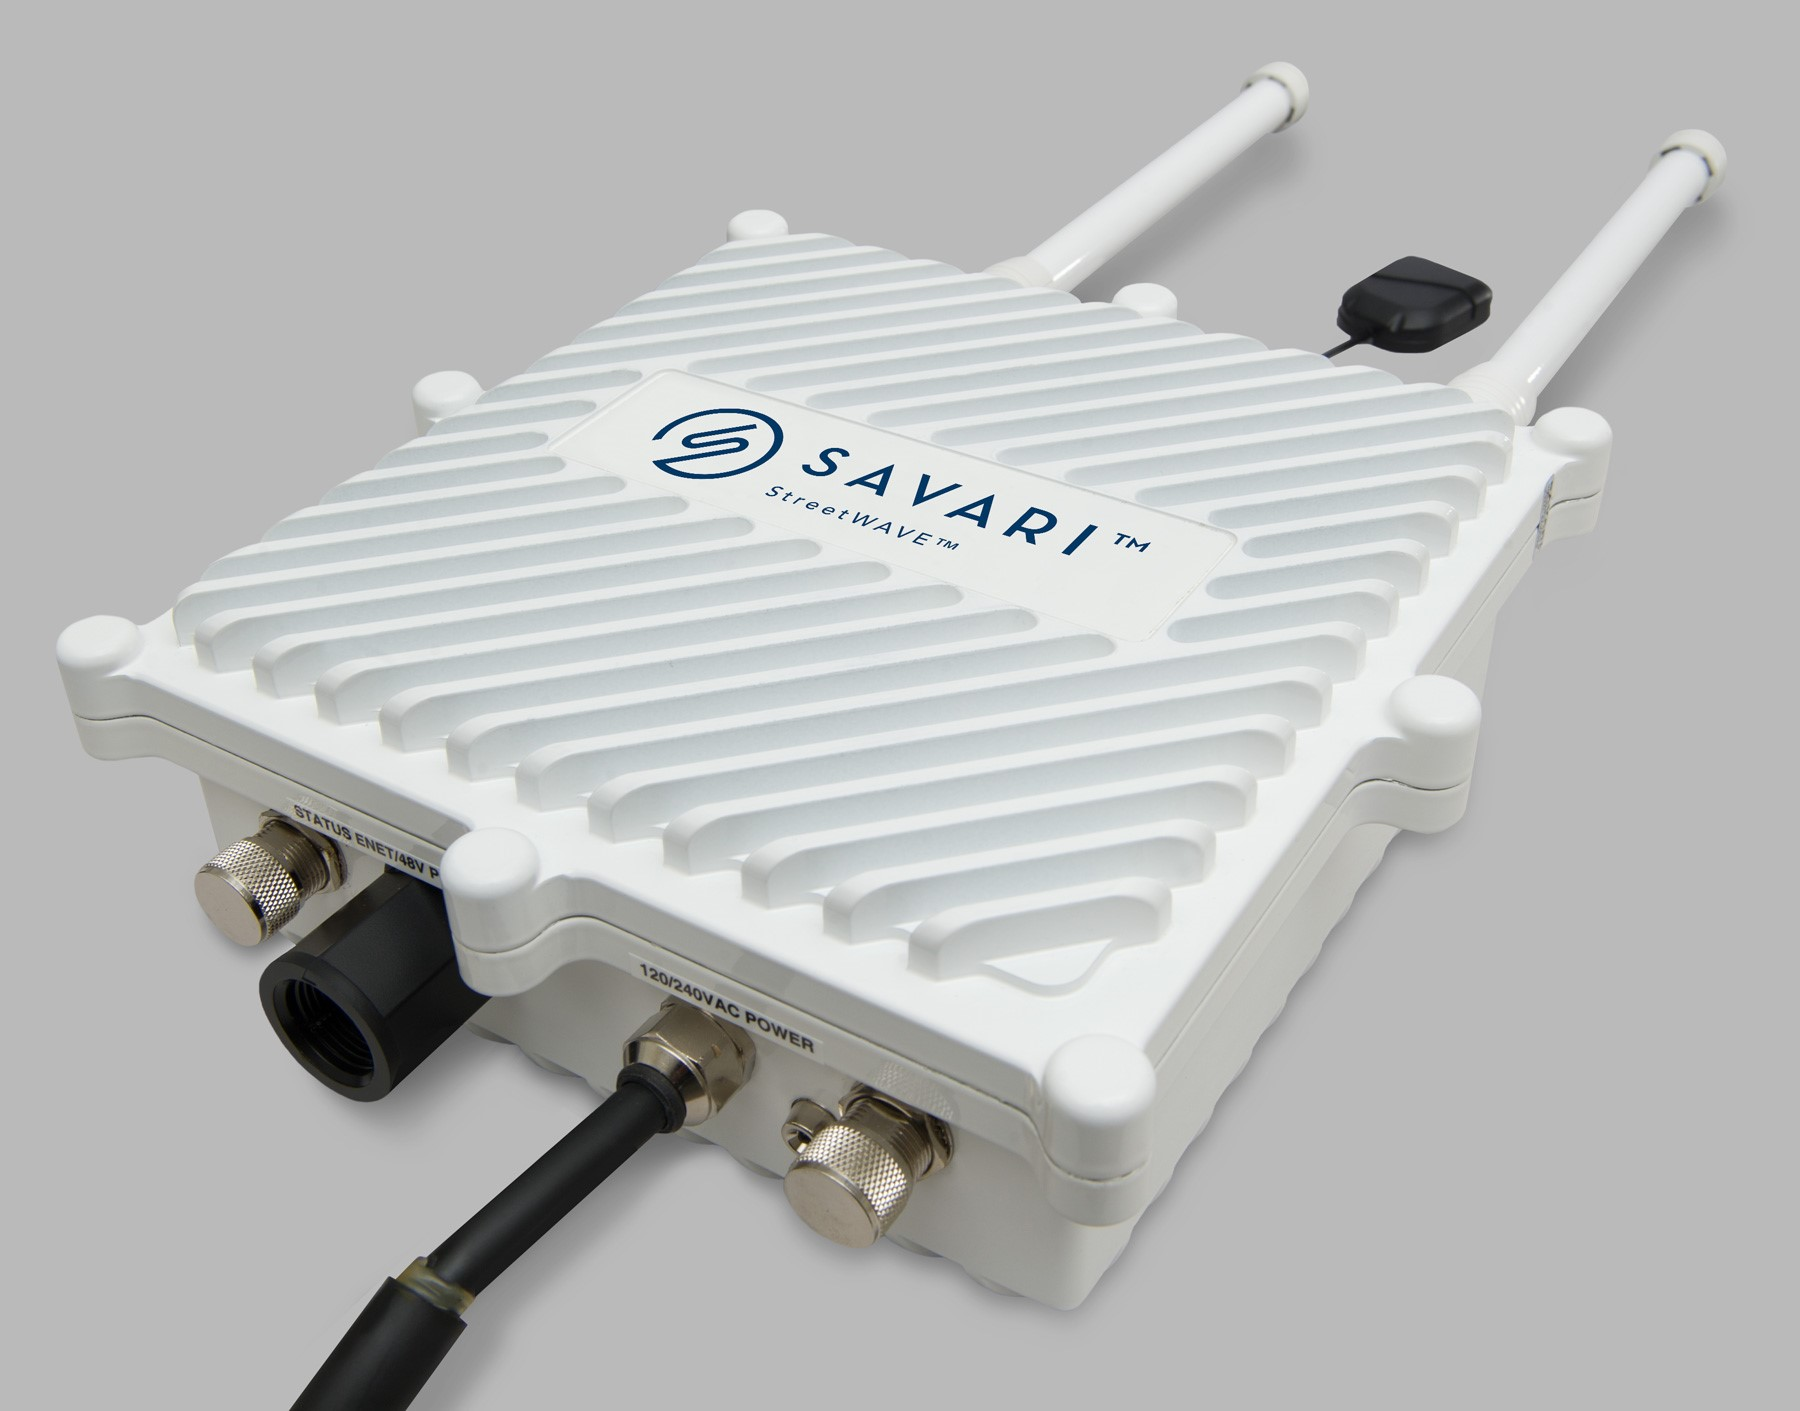 SAVARI™
StreetWAVE™
STATUS ENET/48V P
120/240VAC POWER